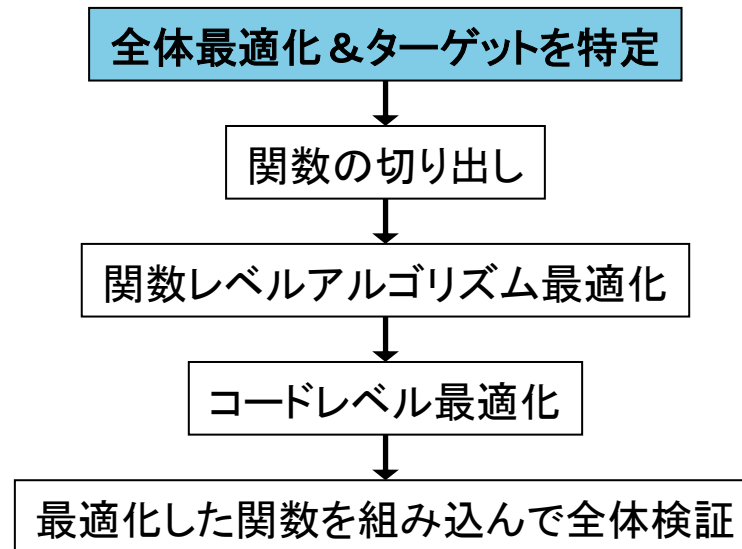 全体最適化＆ターゲットを特定
関数の切り出し
関数レベルアルゴリズム最適化
コードレベル最適化
最適化した関数を組み込んで全体検証